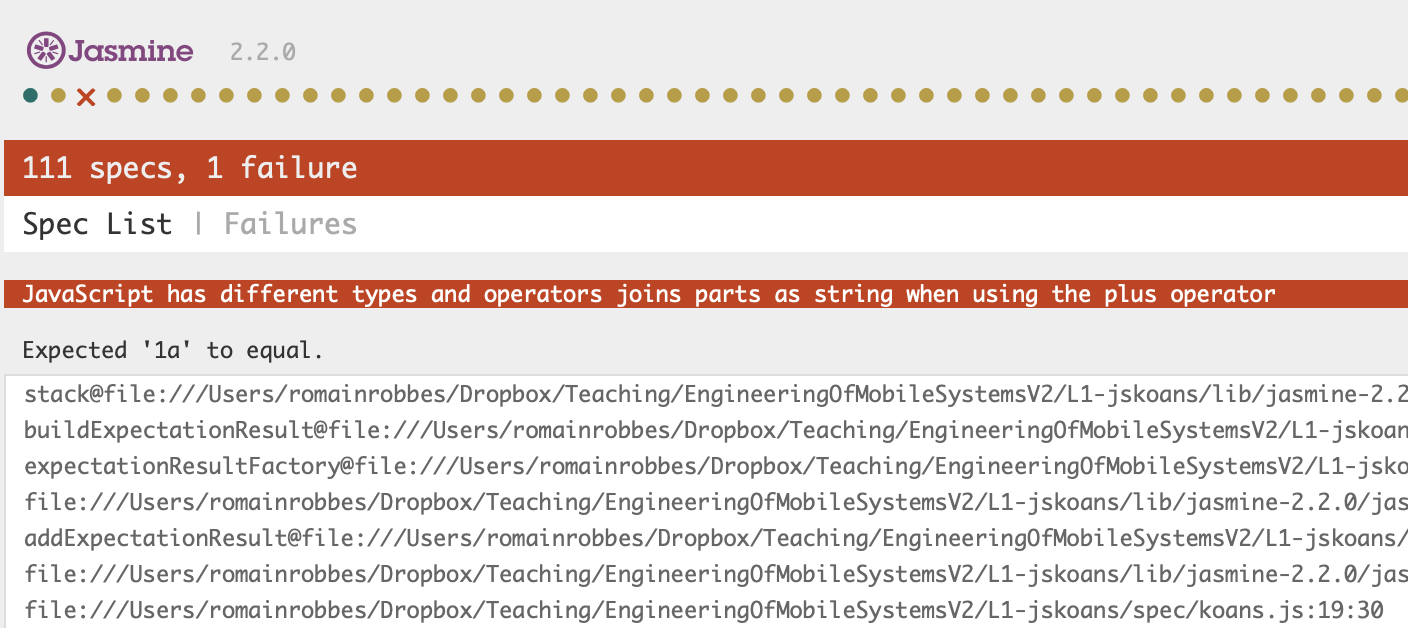 Jasmine 2.2.0
111 specs, 1 failure
Spec List | Failures
JavaScript has different types and operators joins parts as string when using the plus operator
Expected '1a' to equal.
stack@file:///Users/romainrobbes/Dropbox/Teaching/EngineeringOfMobileSystemsV2/L1-jskoans/lib/jasmine-2.2
buildExpectationResult@file:///Users/romainrobbes/Dropbox/Teaching/EngineeringOfMobileSystemsV2/L1-jskoan
expectationResultFactory@file:///Users/romainrobbes/Dropbox/Teaching/EngineeringOfMobileSystemsV2/L1-jsko
file:///Users/romainrobbes/Dropbox/Teaching/EngineeringOfMobileSystemsV2/L1-jskoans/lib/jasmine-2.2.0/jas
addExpectationResult@file:///Users/romainrobbes/Dropbox/Teaching/EngineeringOfMobileSystemsV2/L1-jskoans/
file:///Users/romainrobbes/Dropbox/Teaching/EngineeringOfMobileSystemsV2/L1-jskoans/lib/jasmine-2.2.0/jas
file:///Users/romainrobbes/Dropbox/Teaching/EngineeringOfMobileSystemsV2/L1-jskoans/spec/koans.js:19:30